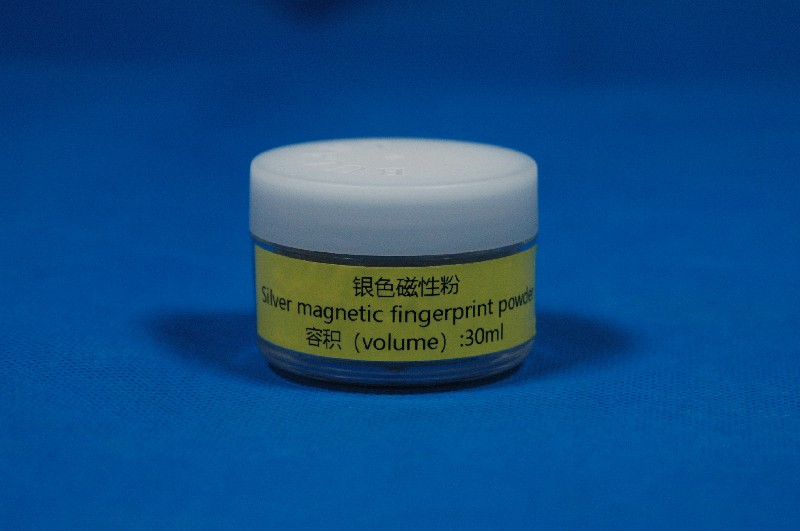 银色磁性粉
Silver magnetic fingerprint powder
容积（volume）:30ml